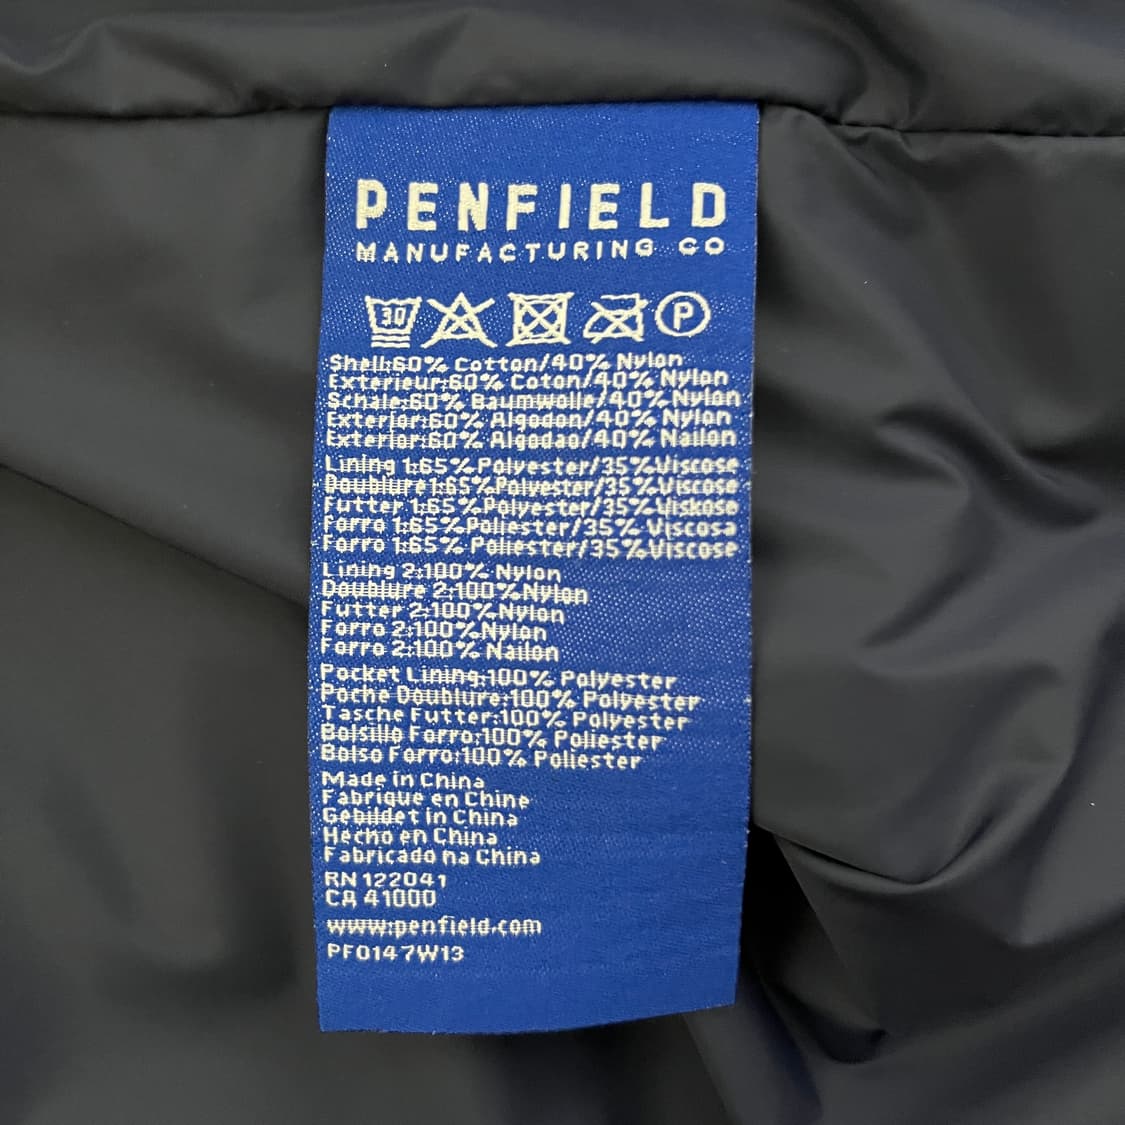 PENFIELD
MANUFACTURING CO
30 P
Shell:60% Cotton/40% Nylon
Exterieur:60% Coton/40% Nylon
Schale:60% Baumwolle/40% Nylon
Exterior:60% Algodon/40% Nylon
Exterior:60% Algodao/40% Nailon
Lining 1:65%Polyester/35%Viscose
Doublure 1:65%Polyester/35%Viscose
Futter 1:65%Polyester/35%Viskose
Forro 1:65%Poliester/35% Viscosa
Forro 1:65% Poliester/35%Viscose
Lining 2:100% Nylon
Doublure 2:100%Nylon
Futter 2:100%Nylon
Forro 2:100%Nylon
Forro 2:100% Nailon
Pocket Lining:100% Polyester
Poche Doublure:100% Polyester
Tasche Futter:100% Polyester
Bolsillo Forro:100% Poliester
Bolso Forro:100% Poliester
Made in China
Fabrique en Chine
Gebildet in China
Hecho en China
Fabricado na China
RN 122041
CA 41000
www.penfield.com
PF0147W13